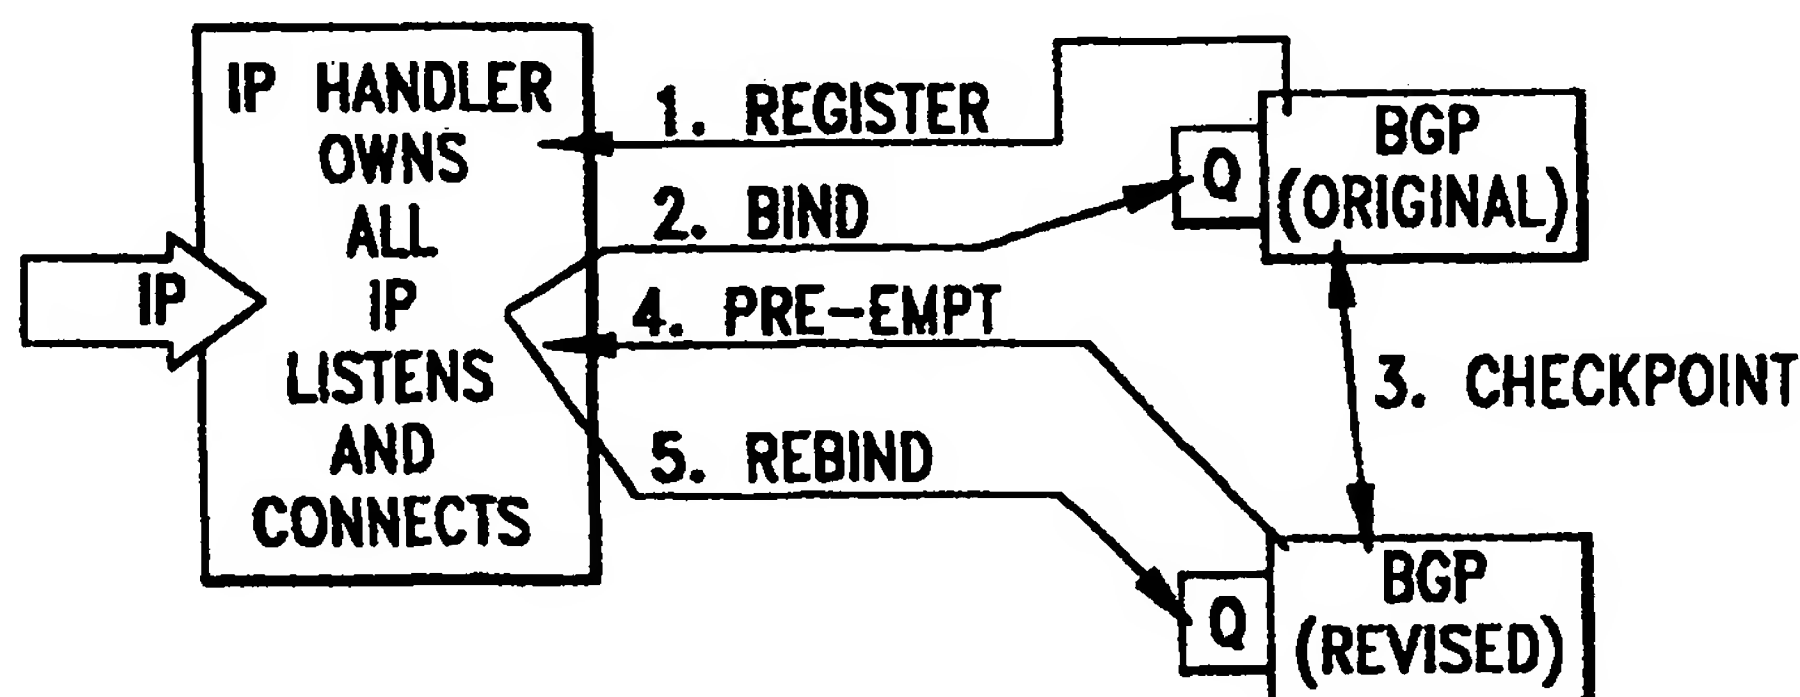 IP HANDLER
OWNS
ALL
IP
LISTENS
AND
CONNECTS
IP
1. REGISTER
2. BIND
4. PRE-EMPT
5. REBIND
Q
BGP
(ORIGINAL)
3. CHECKPOINT
Q
BGP
(REVISED)